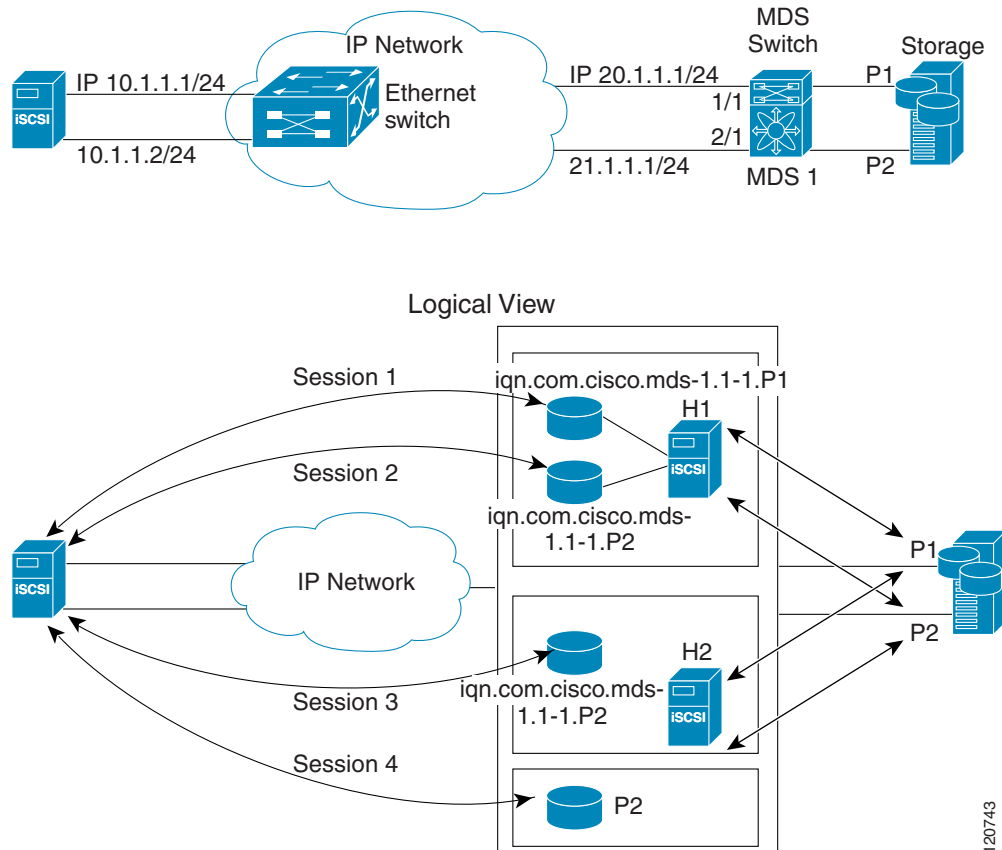 MDS
Switch
Storage
IP Network
IP 10.1.1.1/24
IP 20.1.1.1/24
P1
1/1
Ethernet
switch
iSCSI
2/1
10.1.1.2/24
21.1.1.1/24
MDS 1
P2
Logical View
Session 1
iqn.com.cisco.mds-1.1-1.P1
H1
Session 2
iSCSI
iqn.com.cisco.mds-
1.1-1.P2
P1
iSCSI
IP Network
P2
H2
Session 3
iqn.com.cisco.mds-
1.1-1.P2
iSCSI
Session 4
P2
120743